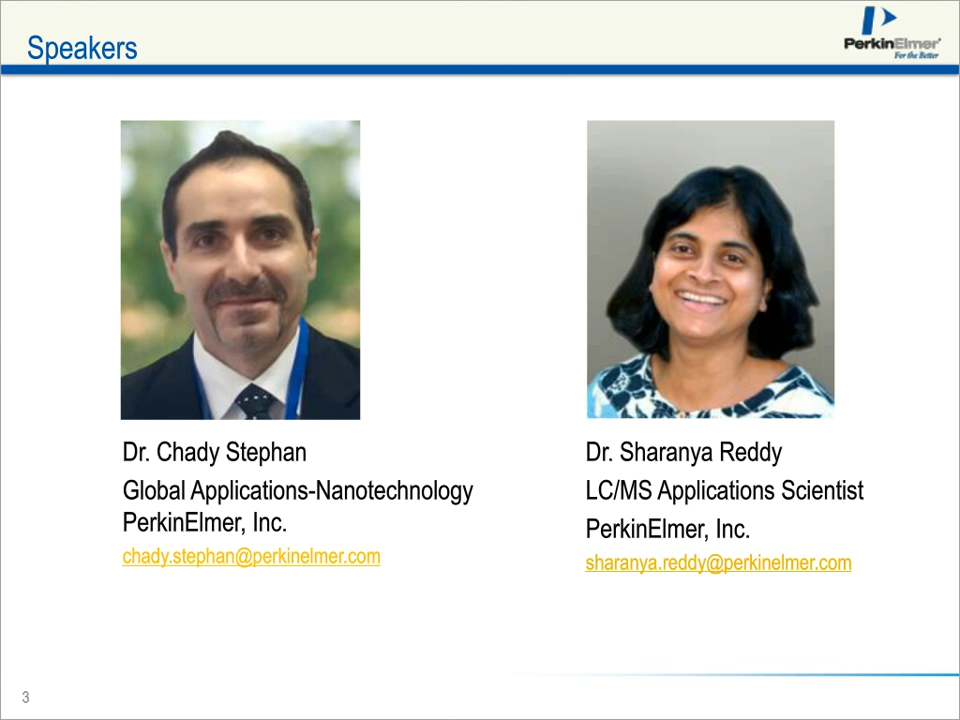 Speakers
PerkinElmer
For the Better
Dr. Chady Stephan
Global Applications-Nanotechnology
PerkinElmer, Inc.
chady.stephan@perkinelmer.com
Dr. Sharanya Reddy
LC/MS Applications Scientist
PerkinElmer, Inc.
sharanya.reddy@perkinelmer.com
3